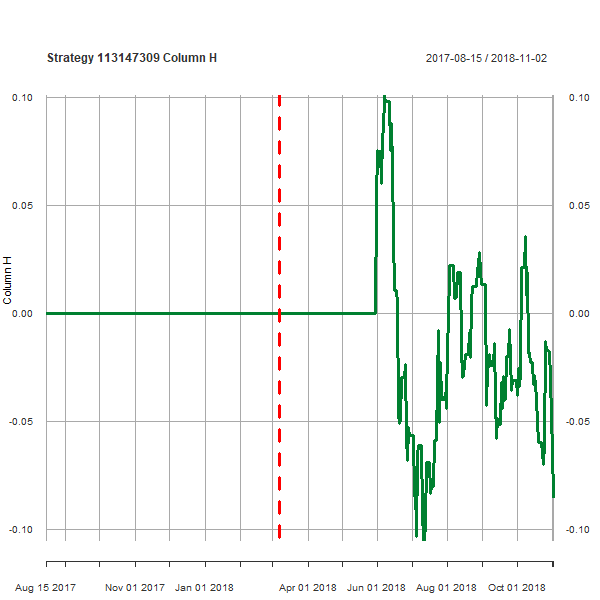 Strategy 113147309 Column H
2017-08-15 / 2018-11-02
0.10 0.10
0.05 0.05
0.00 0.00
-0.05 -0.05
-0.10 -0.10
Column H
Aug 15 2017 Nov 01 2017 Jan 01 2018 Apr 01 2018 Jun 01 2018 Aug 01 2018 Oct 01 2018